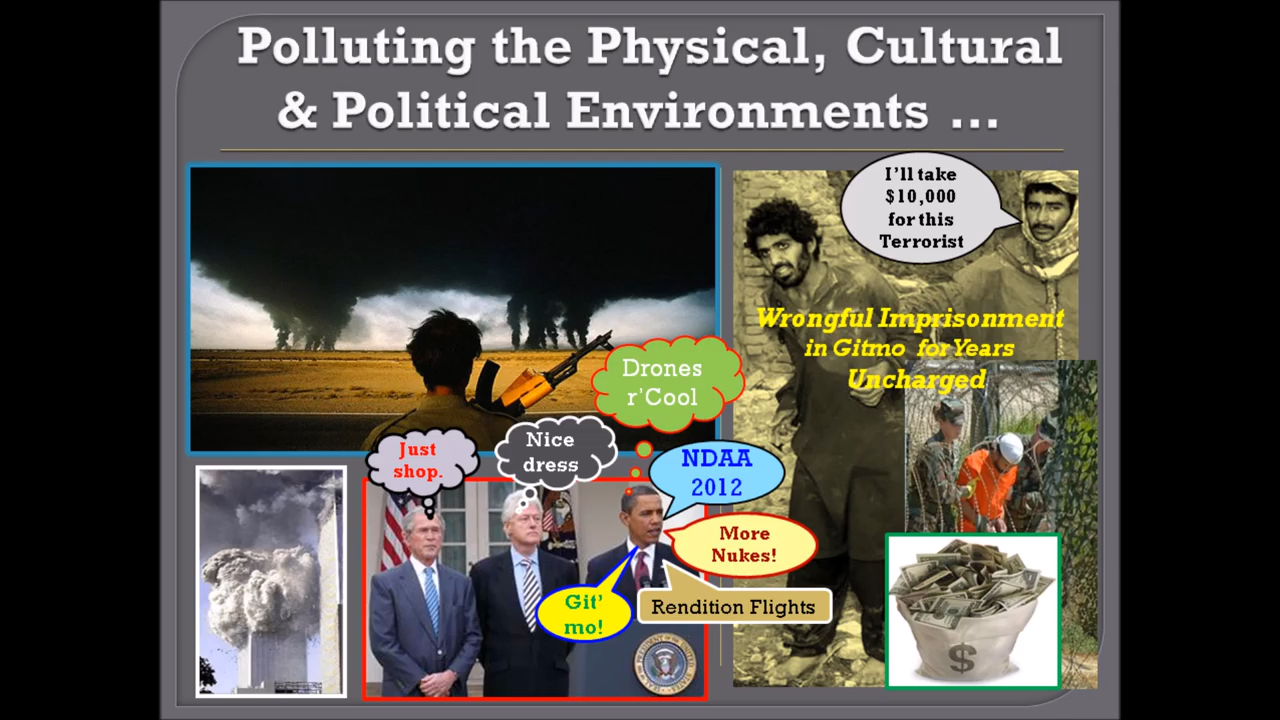 Polluting the Physical, Cultural
& Political Environments ...
I'll take
$10,000
for this
Terrorist
Wrongful Imprisonment
in Gitmo for Years
Uncharged
Drones
r'Cool
Just
shop.
Nice
dress
NDAA
2012
More
Nukes!
Git'
mo!
Rendition Flights
$